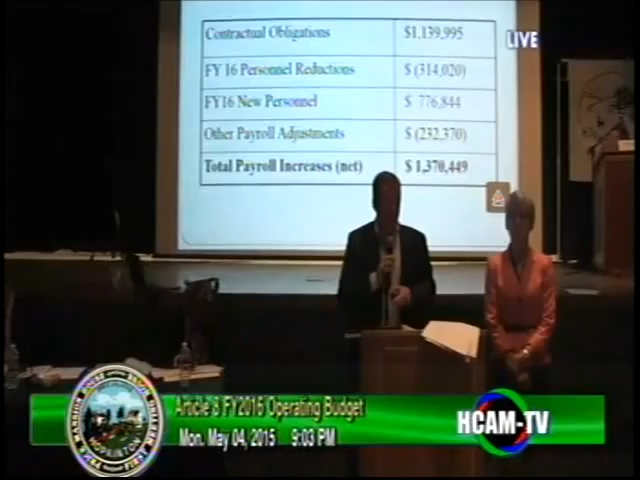 Contractual Obligations $1,139,995
LIVE
FY 16 Personnel Reductions $ (314,020)
FY16 New Personnel $ 776,844
Other Payroll Adjustments $ (232,370)
Total Payroll Increases (net) $ 1,370,449
Article 8 FY2016 Operating Budget
Mon. May 04, 2015 9:03 PM
HCAM-TV
HOPKINTON